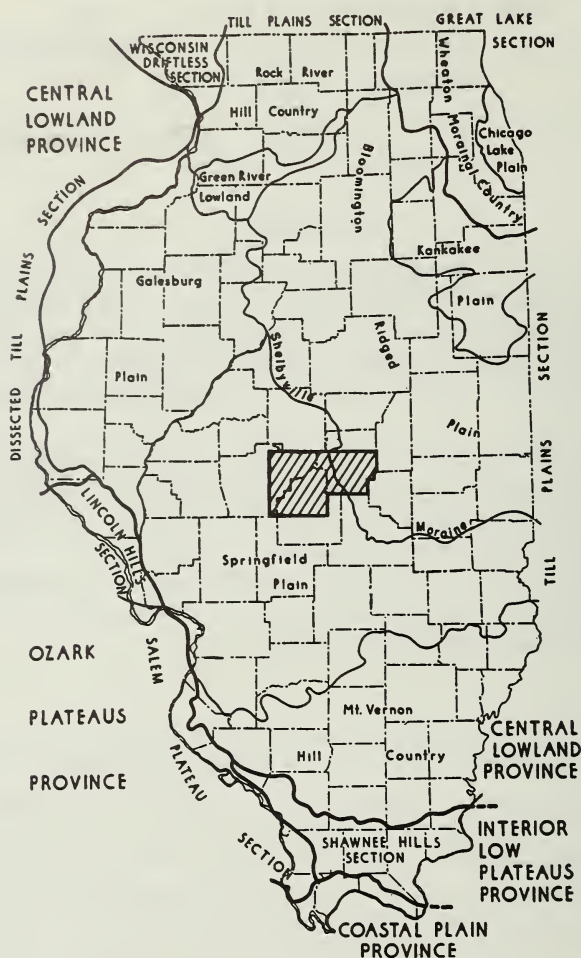 TILL PLAINS SECTION
GREAT LAKE
SECTION
WISCONSIN
DRIFTLESS
SECTION
Rock River
Hill Country
Wheaton
Morainal Country
Chicago
Lake
Plain
CENTRAL
LOWLAND
PROVINCE
Green River
Lowland
Bloomington
Ridged
Plain
Kankakee
Plain
DISSECTED TILL PLAINS SECTION
Galesburg
Plain
Shelbyville
Moraine
TILL PLAINS SECTION
LINCOLN HILLS
SECTION
Springfield
Plain
OZARK
PLATEAUS
PROVINCE
SALEM
PLATEAU
SECTION
Mt. Vernon
Hill Country
CENTRAL
LOWLAND
PROVINCE
SHAWNEE HILLS
SECTION
INTERIOR
LOW
PLATEAUS
PROVINCE
COASTAL PLAIN
PROVINCE